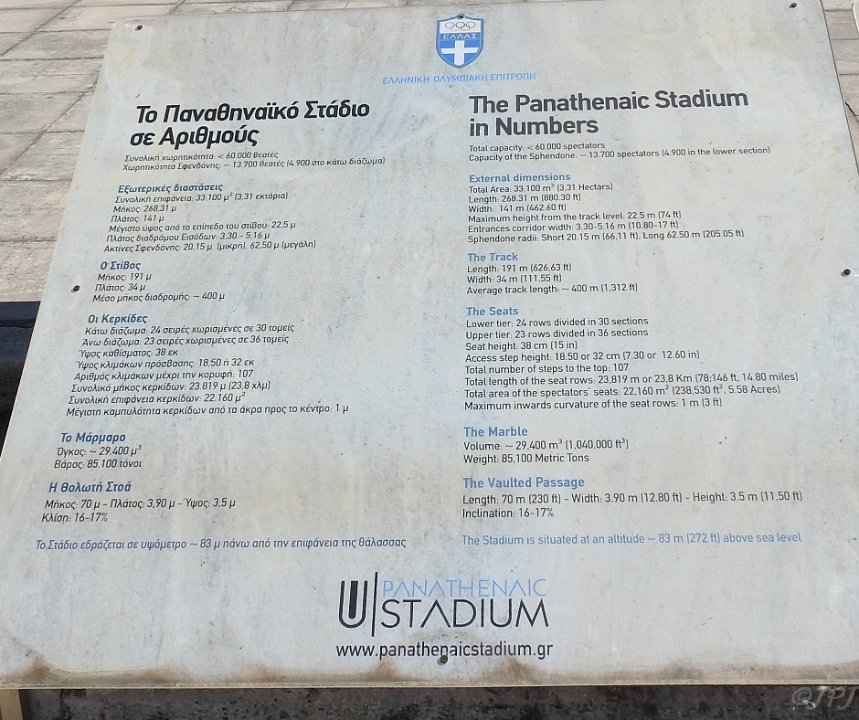 ΕΛΛΑΣ
ΕΛΛΗΝΙΚΗ ΟΛΥΜΠΙΑΚΗ ΕΠΙΤΡΟΠΗ
Το Παναθηναϊκό Στάδιο
σε Αριθμούς
Συνολική χωρητικότητα: < 60.000 θεατές
Χωρητικότητα Σφενδόνης: ~ 13.700 θεατές (4.900 στο κάτω διάζωμα)
Εξωτερικές διαστάσεις
Συνολική επιφάνεια: 33.100 μ² (3,31 εκτάρια)
Μήκος: 268,31 μ
Πλάτος: 141 μ
Μέγιστο ύψος από το επίπεδο του στίβου: 22,5 μ
Πλάτος διαδρόμου Εισόδων: 3.30 - 5.16 μ
Ακτίνες Σφενδόνης: 20,15 μ (μικρή), 62,50 μ (μεγάλη)
Ο Στίβος
Μήκος: 191 μ
Πλάτος: 34 μ
Μέσο μήκος διαδρομής: ~ 400 μ
Οι Κερκίδες
Κάτω διάζωμα: 24 σειρές χωρισμένες σε 30 τομείς
Άνω διάζωμα: 23 σειρές χωρισμένες σε 36 τομείς
Ύψος καθίσματος: 38 εκ
Ύψος κλιμάκων πρόσβασης: 18.50 ή 32 εκ
Αριθμός κλιμάκων μέχρι την κορυφή: 107
Συνολικό μήκος κερκίδων: 23.819 μ (23,8 χλμ)
Συνολική επιφάνεια κερκίδων: 22.160 μ²
Μέγιστη καμπυλότητα κερκίδων από τα άκρα προς το κέντρο: 1 μ
Το Μάρμαρο
Όγκος: ~ 29.400 μ³
Βάρος: 85.100 τόνοι
Η Θολωτή Στοά
Μήκος: 70 μ - Πλάτος: 3,90 μ - Ύψος: 3,5 μ
Κλίση: 16-17%
Το Στάδιο εδράζεται σε υψόμετρο ~ 83 μ πάνω από την επιφάνεια της θάλασσας
The Panathenaic Stadium
in Numbers
Total capacity: < 60.000 spectators
Capacity of the Sphendone: ~ 13.700 spectators (4.900 in the lower section)
External dimensions
Total Area: 33.100 m² (3,31 Hectars)
Length: 268,31 m (880.30 ft)
Width: 141 m (462.60 ft)
Maximum height from the track level: 22.5 m (74 ft)
Entrances corridor width: 3.30-5.16 m (10.80-17 ft)
Sphendone radii: Short 20.15 m (66,11 ft), Long 62.50 m (205.05 ft)
The Track
Length: 191 m (626.63 ft)
Width: 34 m (111.55 ft)
Average track length: ~ 400 m (1,312 ft)
The Seats
Lower tier: 24 rows divided in 30 sections
Upper tier: 23 rows divided in 36 sections
Seat height: 38 cm (15 in)
Access step height: 18.50 or 32 cm (7.30 or 12.60 in)
Total number of steps to the top: 107
Total length of the seat rows: 23,819 m or 23,8 Km (78,146 ft, 14.80 miles)
Total area of the spectators' seats: 22,160 m² (238,530 ft², 5.58 Acres)
Maximum inwards curvature of the seat rows: 1 m (3 ft)
The Marble
Volume: ~ 29,400 m³ (1,040,000 ft³)
Weight: 85,100 Metric Tons
The Vaulted Passage
Length: 70 m (230 ft) - Width: 3.90 m (12.80 ft) - Height: 3.5 m (11,50 ft)
Inclination: 16-17%
The Stadium is situated at an altitude ~ 83 m (272 ft) above sea level
PANATHENAIC
STADIUM
www.panathenaicstadium.gr
©JPJ